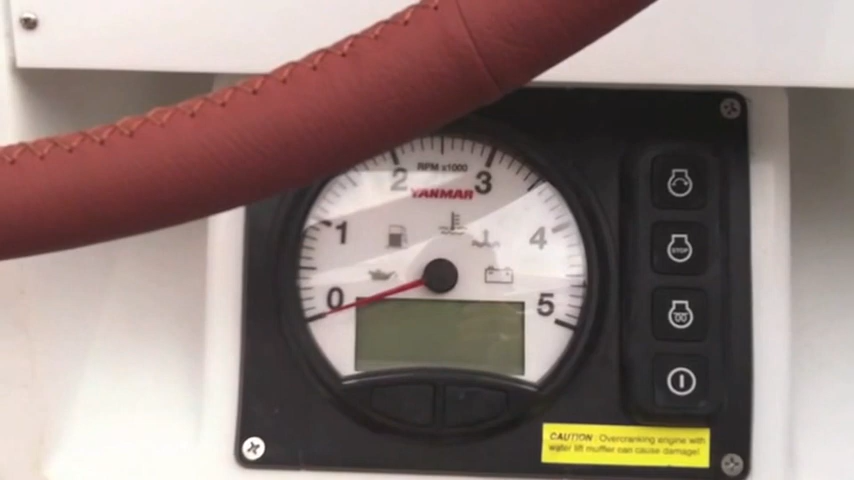 RPM x1000
2 3
YANMAR
1 4
0 5
STOP
CAUTION : Overcranking engine with
water lift muffler can cause damage!